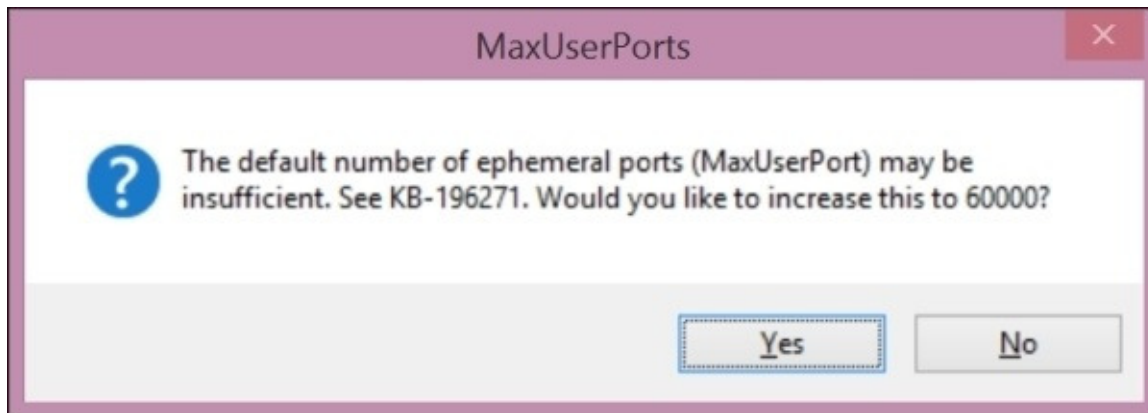 MaxUserPorts
The default number of ephemeral ports (MaxUserPort) may be
insufficient. See KB-196271. Would you like to increase this to 60000?
Yes
No